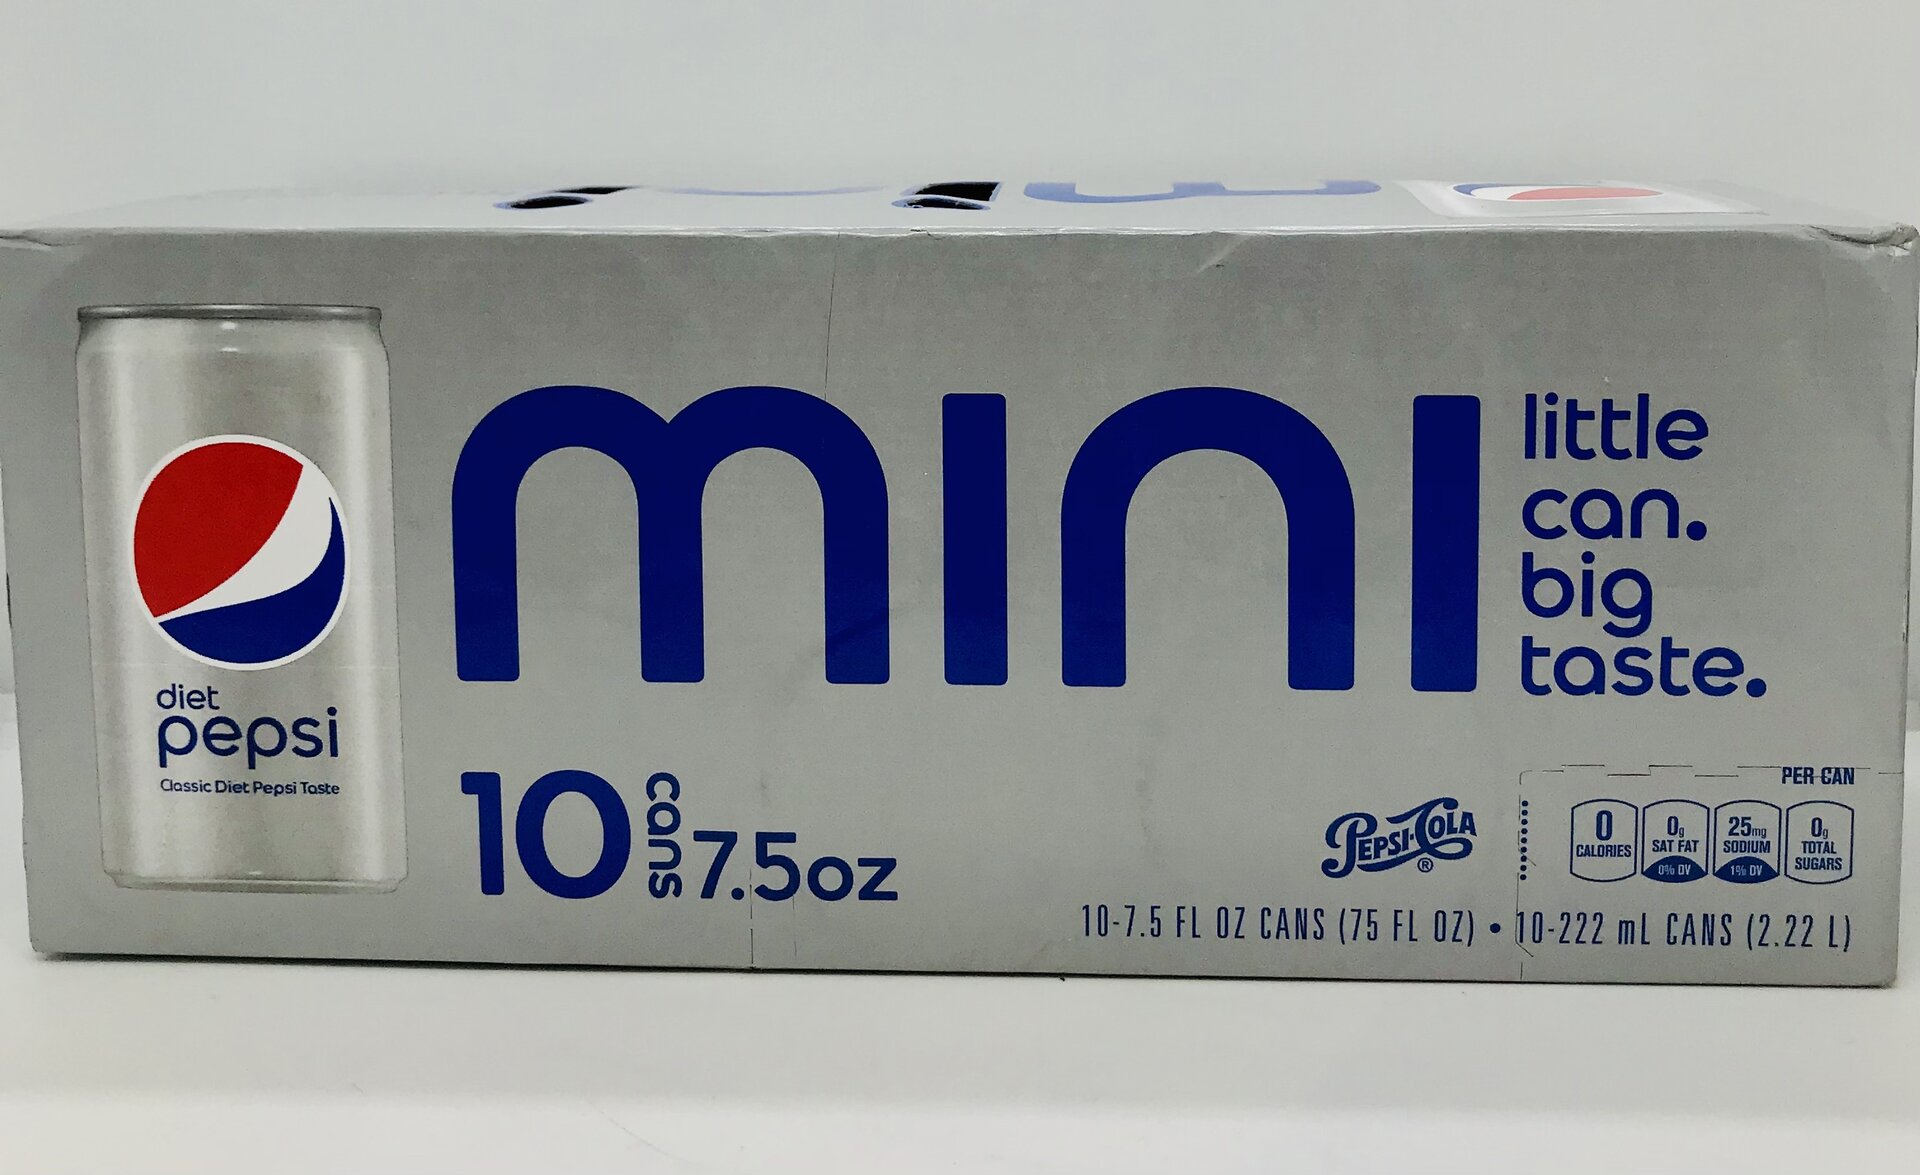 diet
pepsi
Classic Diet Pepsi Taste
mini
little
can.
big
taste.
10 cans 7.5oz
PEPSI-COLA
®
PER CAN
0 CALORIES
0g SAT FAT 0% DV
25mg SODIUM 1% DV
0g TOTAL SUGARS
10-7.5 FL OZ CANS (75 FL OZ) • 10-222 mL CANS (2.22 L)